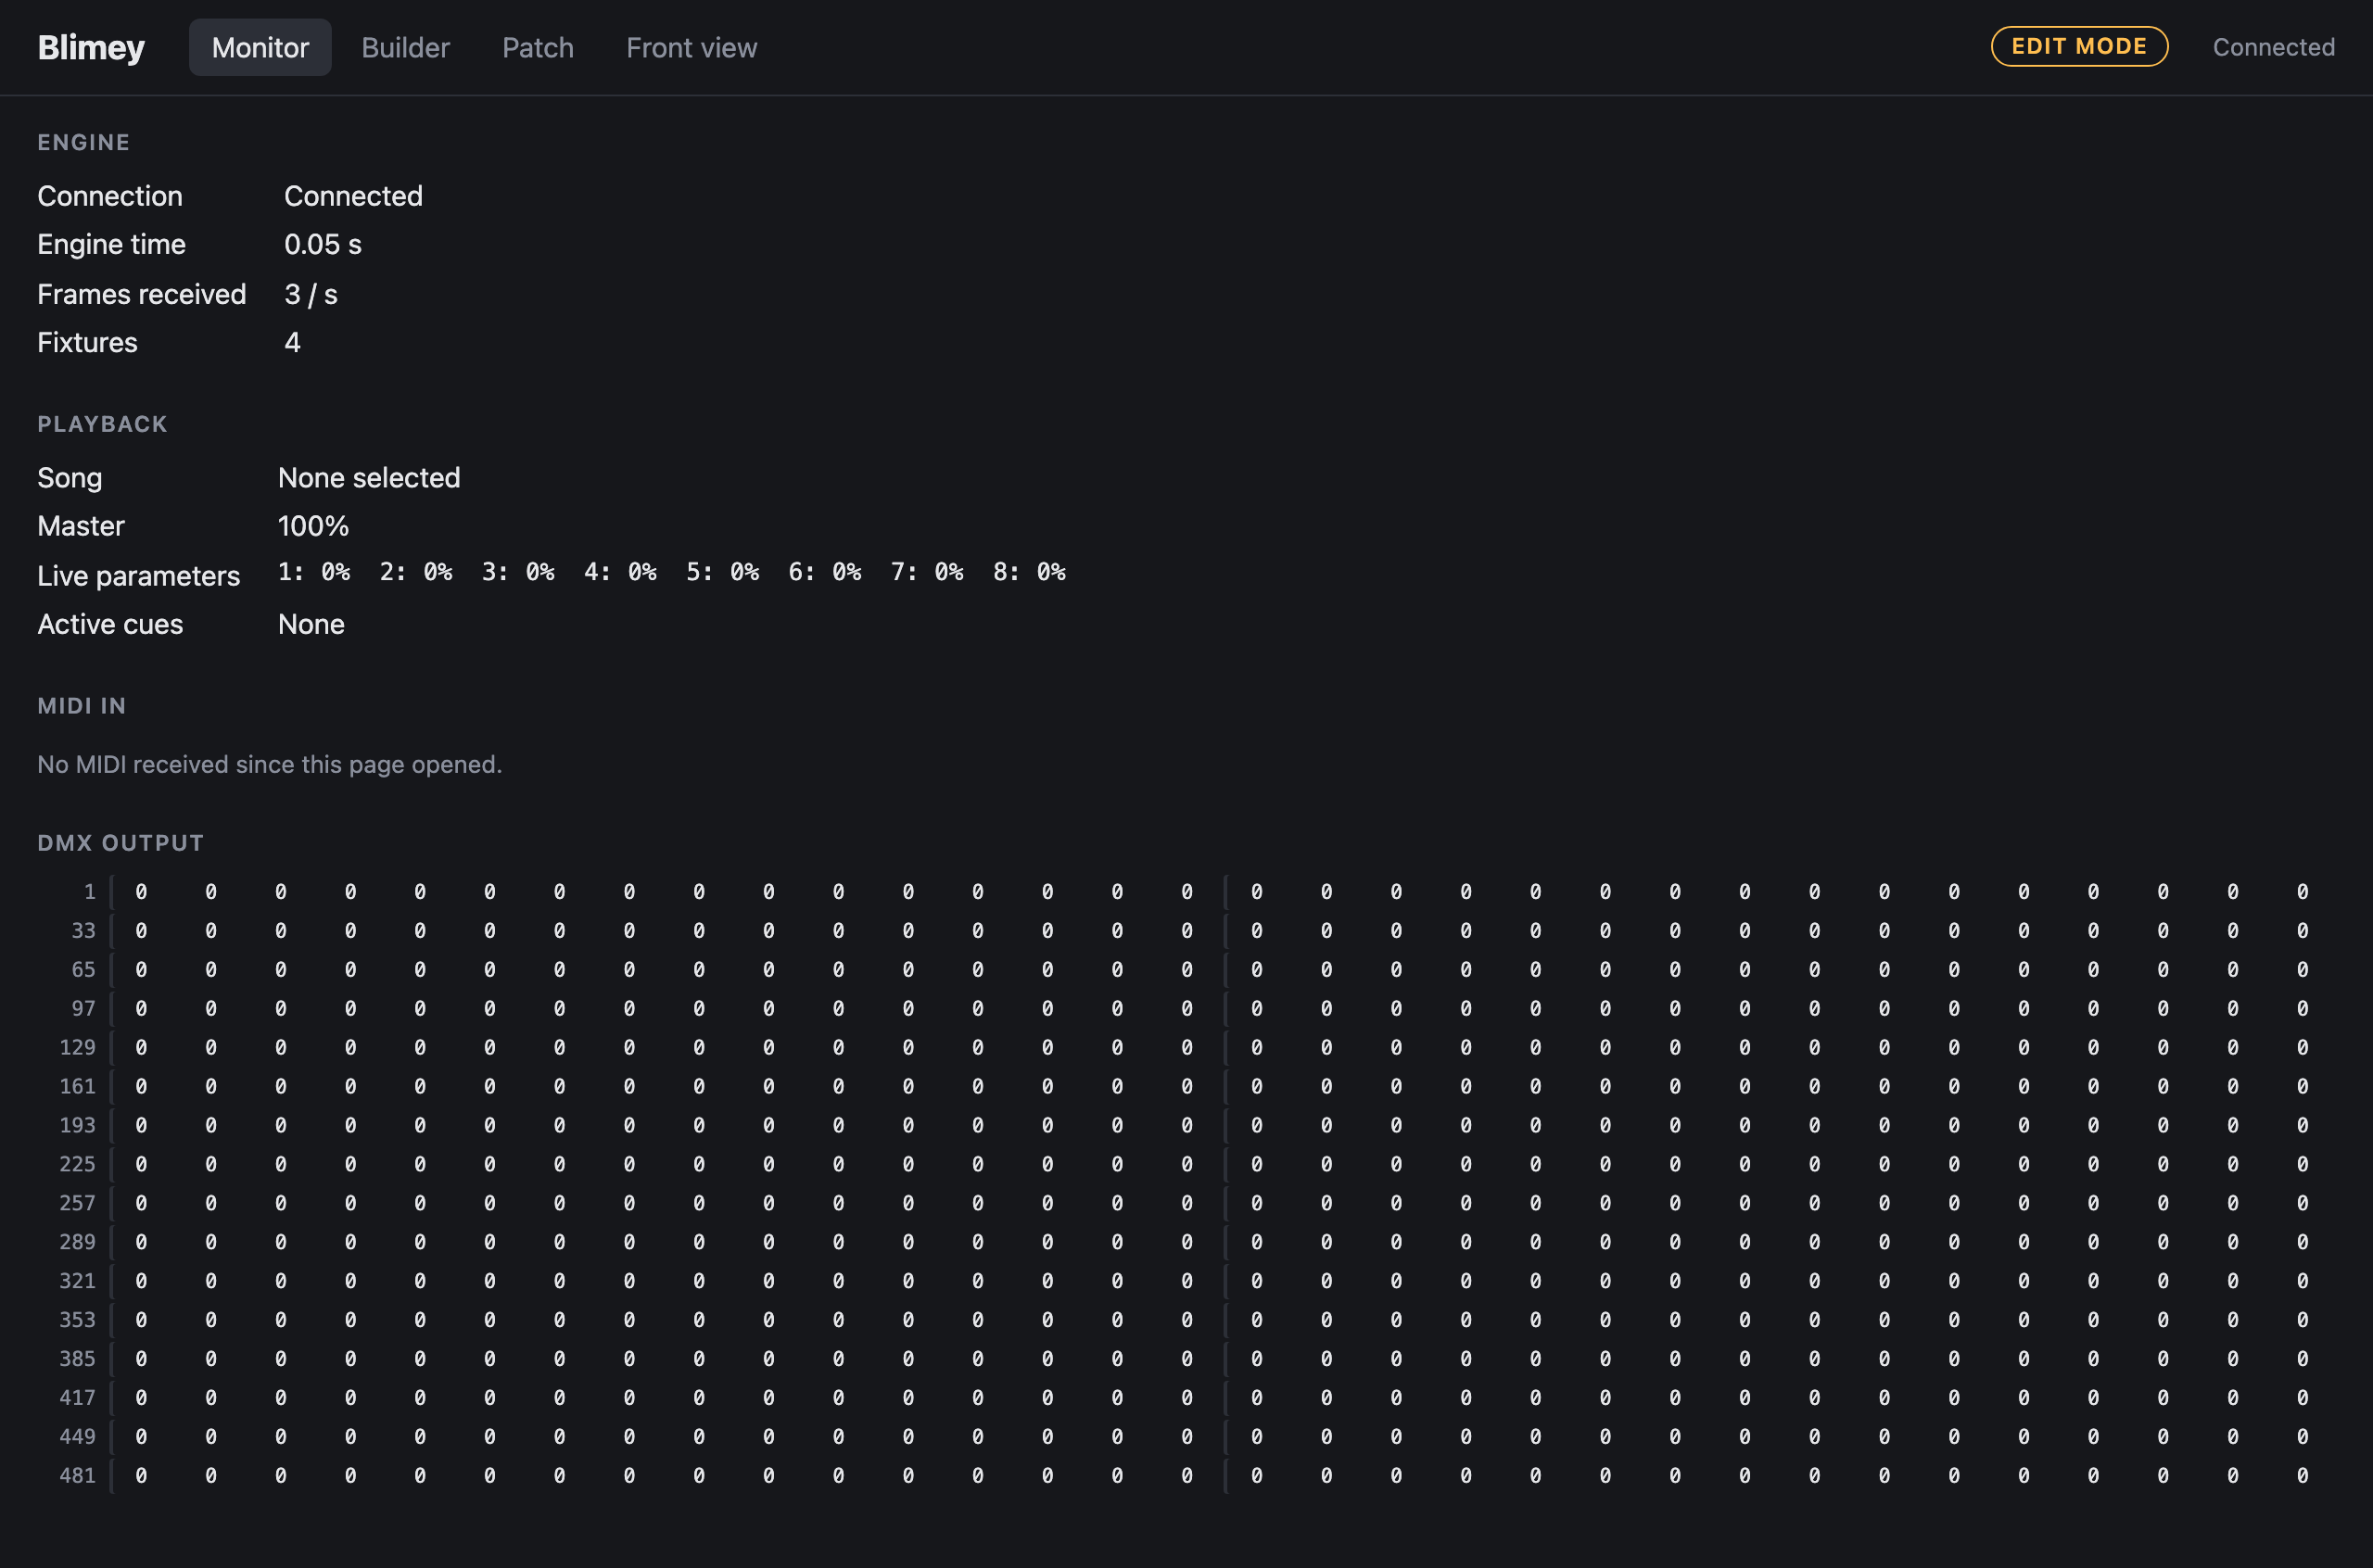 Blimey Monitor Builder Patch Front view EDIT MODE Connected
ENGINE
Connection Connected
Engine time 0.05 s
Frames received 3 / s
Fixtures 4
PLAYBACK
Song None selected
Master 100%
Live parameters 1: 0% 2: 0% 3: 0% 4: 0% 5: 0% 6: 0% 7: 0% 8: 0%
Active cues None
MIDI IN
No MIDI received since this page opened.
DMX OUTPUT
1 0 0 0 0 0 0 0 0 0 0 0 0 0 0 0 0 0 0 0 0 0 0 0 0 0 0 0 0 0 0 0 0
33 0 0 0 0 0 0 0 0 0 0 0 0 0 0 0 0 0 0 0 0 0 0 0 0 0 0 0 0 0 0 0 0
65 0 0 0 0 0 0 0 0 0 0 0 0 0 0 0 0 0 0 0 0 0 0 0 0 0 0 0 0 0 0 0 0
97 0 0 0 0 0 0 0 0 0 0 0 0 0 0 0 0 0 0 0 0 0 0 0 0 0 0 0 0 0 0 0 0
129 0 0 0 0 0 0 0 0 0 0 0 0 0 0 0 0 0 0 0 0 0 0 0 0 0 0 0 0 0 0 0 0
161 0 0 0 0 0 0 0 0 0 0 0 0 0 0 0 0 0 0 0 0 0 0 0 0 0 0 0 0 0 0 0 0
193 0 0 0 0 0 0 0 0 0 0 0 0 0 0 0 0 0 0 0 0 0 0 0 0 0 0 0 0 0 0 0 0
225 0 0 0 0 0 0 0 0 0 0 0 0 0 0 0 0 0 0 0 0 0 0 0 0 0 0 0 0 0 0 0 0
257 0 0 0 0 0 0 0 0 0 0 0 0 0 0 0 0 0 0 0 0 0 0 0 0 0 0 0 0 0 0 0 0
289 0 0 0 0 0 0 0 0 0 0 0 0 0 0 0 0 0 0 0 0 0 0 0 0 0 0 0 0 0 0 0 0
321 0 0 0 0 0 0 0 0 0 0 0 0 0 0 0 0 0 0 0 0 0 0 0 0 0 0 0 0 0 0 0 0
353 0 0 0 0 0 0 0 0 0 0 0 0 0 0 0 0 0 0 0 0 0 0 0 0 0 0 0 0 0 0 0 0
385 0 0 0 0 0 0 0 0 0 0 0 0 0 0 0 0 0 0 0 0 0 0 0 0 0 0 0 0 0 0 0 0
417 0 0 0 0 0 0 0 0 0 0 0 0 0 0 0 0 0 0 0 0 0 0 0 0 0 0 0 0 0 0 0 0
449 0 0 0 0 0 0 0 0 0 0 0 0 0 0 0 0 0 0 0 0 0 0 0 0 0 0 0 0 0 0 0 0
481 0 0 0 0 0 0 0 0 0 0 0 0 0 0 0 0 0 0 0 0 0 0 0 0 0 0 0 0 0 0 0 0